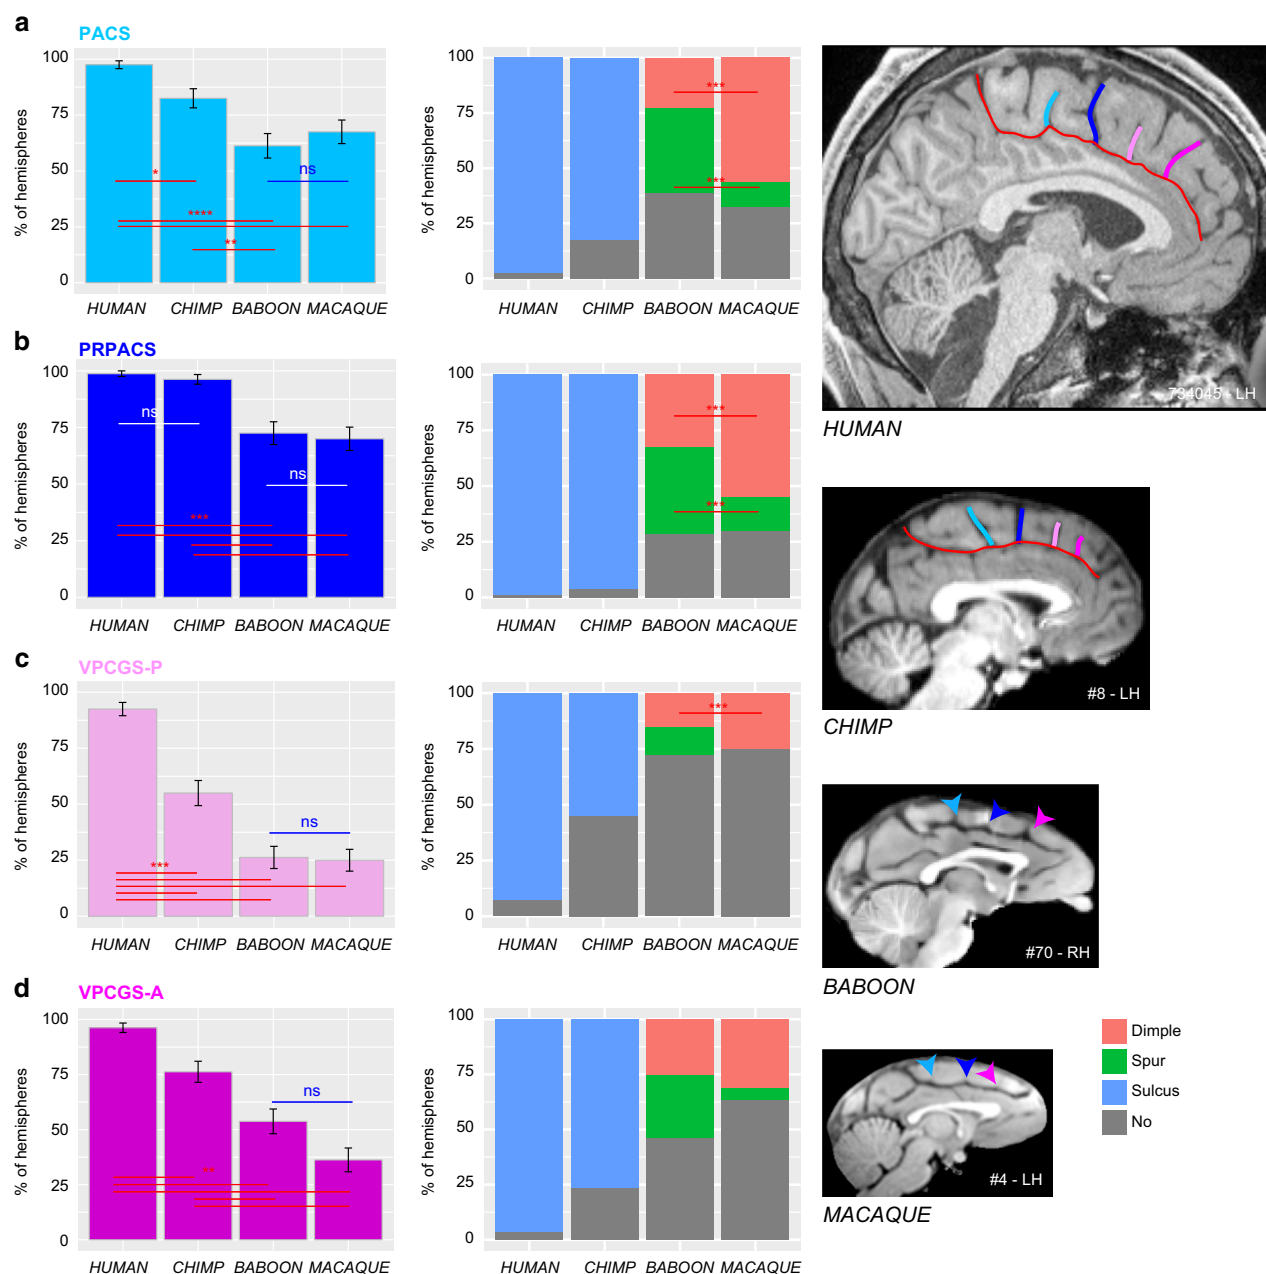 a
PACS
% of hemispheres
100
75
50
25
0
*
****
**
ns
HUMAN CHIMP BABOON MACAQUE
% of hemispheres
100
75
50
25
0
***
***
HUMAN CHIMP BABOON MACAQUE
734045 - LH
HUMAN
b
PRPACS
% of hemispheres
100
75
50
25
0
ns
ns
***
HUMAN CHIMP BABOON MACAQUE
% of hemispheres
100
75
50
25
0
***
***
HUMAN CHIMP BABOON MACAQUE
#8 - LH
CHIMP
c
VPCGS-P
% of hemispheres
100
75
50
25
0
ns
***
HUMAN CHIMP BABOON MACAQUE
% of hemispheres
100
75
50
25
0
***
HUMAN CHIMP BABOON MACAQUE
#70 - RH
BABOON
d
VPCGS-A
% of hemispheres
100
75
50
25
0
ns
**
HUMAN CHIMP BABOON MACAQUE
% of hemispheres
100
75
50
25
0
HUMAN CHIMP BABOON MACAQUE
Dimple
Spur
Sulcus
No
#4 - LH
MACAQUE